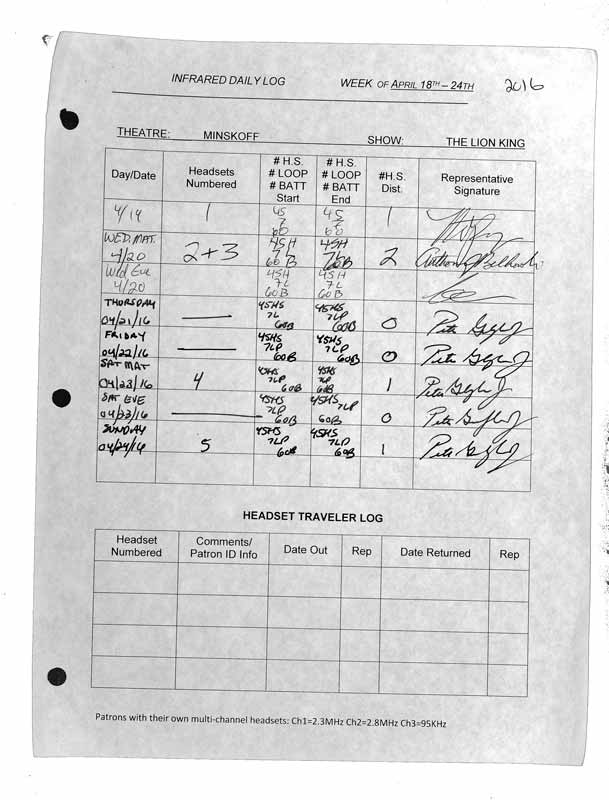 INFRARED DAILY LOG WEEK OF APRIL 18TH – 24TH 2016
THEATRE: MINSKOFF SHOW: THE LION KING
Day/Date Headsets Numbered # H.S. # LOOP # BATT Start # H.S. # LOOP # BATT End #H.S. Dist. Representative Signature
4/19 1 45 7 60 45 7 60 1
WED. MAT. 4/20 2+3 45H 7L 60B 45H 7L 60B 2 Anthony
Wed Eve 4/20 45H 7L 60B 45H 7L 60B
THURSDAY 04/21/16 — 45HS 7L 60B 45HS 7LP 60B 0 Pete
FRIDAY 04/22/16 — 45HS 7LP 60B 45HS 7LP 60B 0 Pete
SAT MAT 04/23/16 4 45HS 7LP 60B 45HS 7LP 60B 1 Pete
SAT EVE 04/23/16 — 45HS 7LP 60B 45HS 7LP 60B 0 Pete
SUNDAY 04/24/16 5 45HS 7LP 60B 45HS 7LP 60B 1 Pete
HEADSET TRAVELER LOG
Headset Numbered Comments/ Patron ID Info Date Out Rep Date Returned Rep
Patrons with their own multi-channel headsets: Ch1=2.3MHz Ch2=2.8MHz Ch3=95KHz